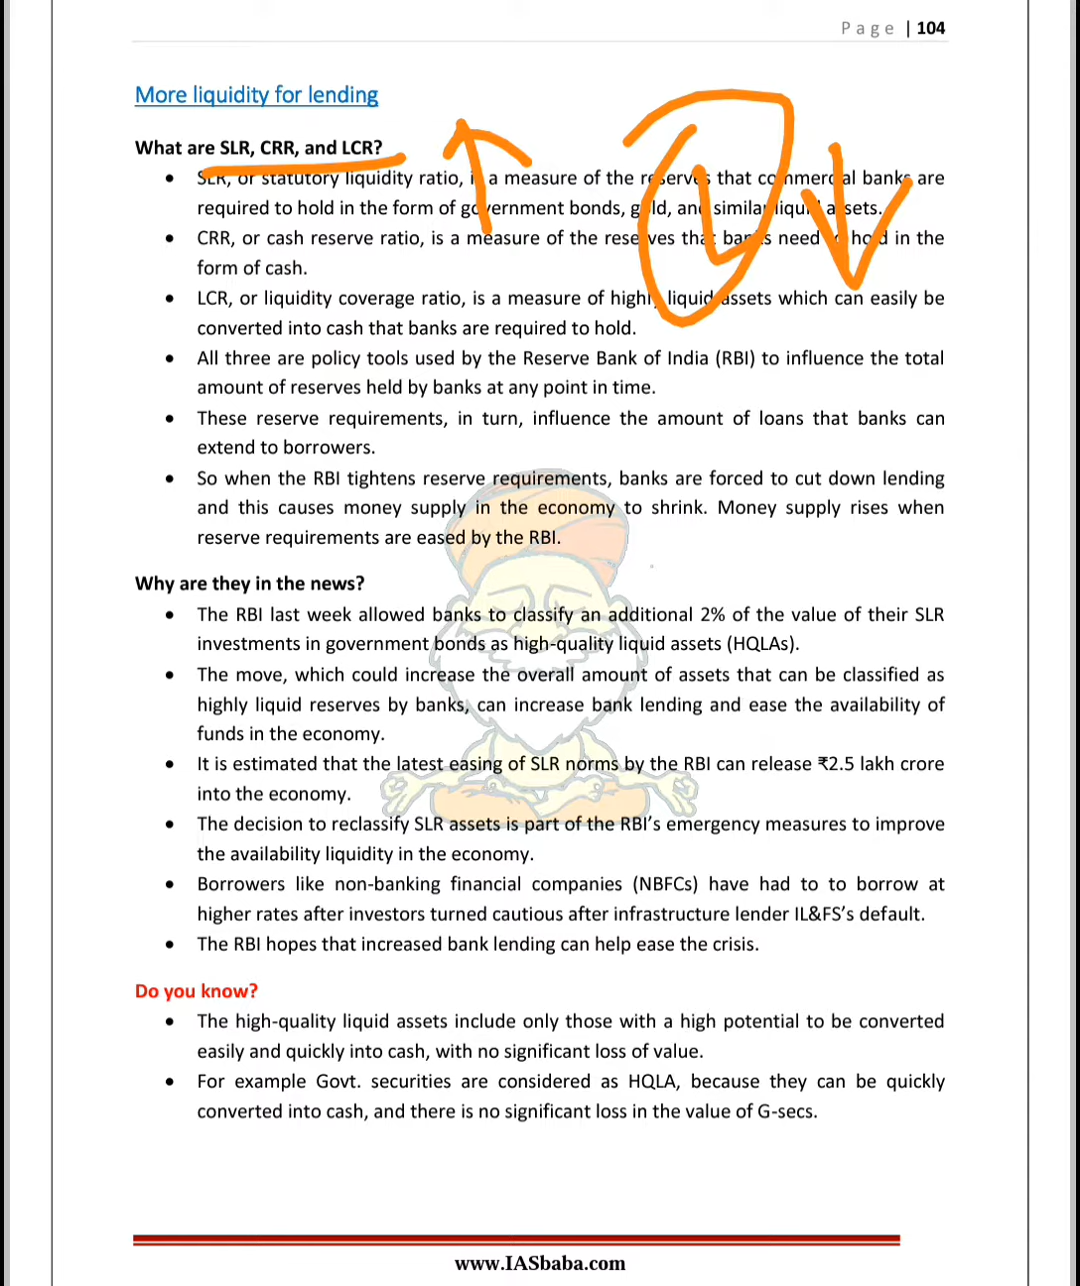 Page | 104
More liquidity for lending
What are SLR, CRR, and LCR?
• SLR, or statutory liquidity ratio, is a measure of the reserves that commercial banks are
required to hold in the form of government bonds, gold, and similar liquid assets.
• CRR, or cash reserve ratio, is a measure of the reserves that banks need to hold in the
form of cash.
• LCR, or liquidity coverage ratio, is a measure of highly liquid assets which can easily be
converted into cash that banks are required to hold.
• All three are policy tools used by the Reserve Bank of India (RBI) to influence the total
amount of reserves held by banks at any point in time.
• These reserve requirements, in turn, influence the amount of loans that banks can
extend to borrowers.
• So when the RBI tightens reserve requirements, banks are forced to cut down lending
and this causes money supply in the economy to shrink. Money supply rises when
reserve requirements are eased by the RBI.
Why are they in the news?
• The RBI last week allowed banks to classify an additional 2% of the value of their SLR
investments in government bonds as high-quality liquid assets (HQLAs).
• The move, which could increase the overall amount of assets that can be classified as
highly liquid reserves by banks, can increase bank lending and ease the availability of
funds in the economy.
• It is estimated that the latest easing of SLR norms by the RBI can release ₹2.5 lakh crore
into the economy.
• The decision to reclassify SLR assets is part of the RBI’s emergency measures to improve
the availability liquidity in the economy.
• Borrowers like non-banking financial companies (NBFCs) have had to to borrow at
higher rates after investors turned cautious after infrastructure lender IL&FS’s default.
• The RBI hopes that increased bank lending can help ease the crisis.
Do you know?
• The high-quality liquid assets include only those with a high potential to be converted
easily and quickly into cash, with no significant loss of value.
• For example Govt. securities are considered as HQLA, because they can be quickly
converted into cash, and there is no significant loss in the value of G-secs.
www.IASbaba.com